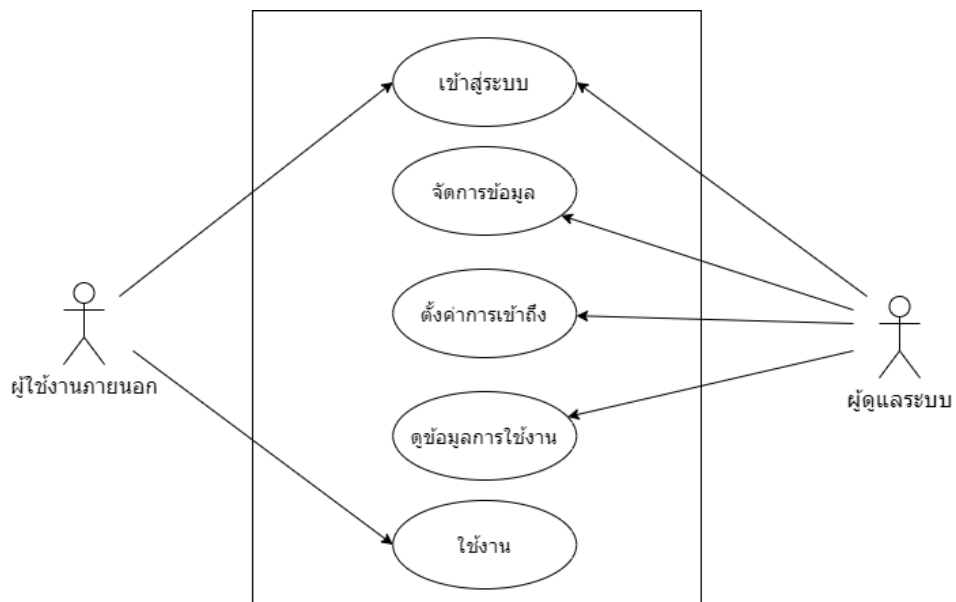 เข้าสู่ระบบ
จัดการข้อมูล
ตั้งค่าการเข้าถึง
ผู้ใช้งานภายนอก
ผู้ดูแลระบบ
ดูข้อมูลการใช้งาน
ใช้งาน